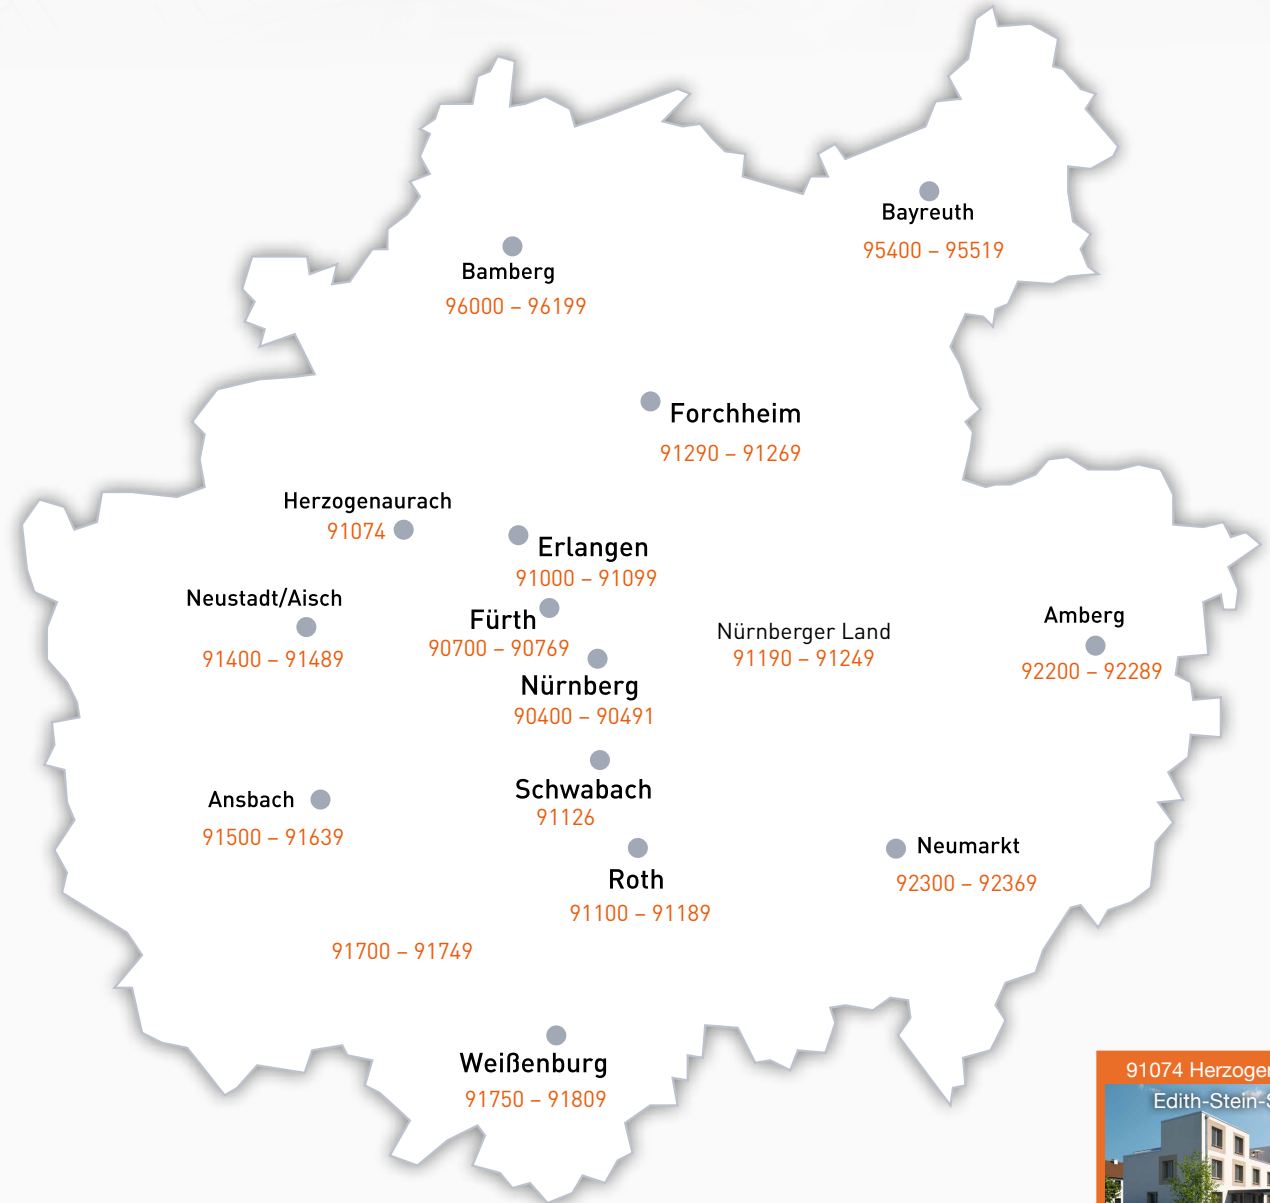 Bayreuth
95400 – 95519
Bamberg
96000 – 96199
Forchheim
91290 – 91269
Herzogenaurach
91074
Erlangen
91000 – 91099
Neustadt/Aisch
91400 – 91489
Fürth
90700 – 90769
Nürnberger Land
91190 – 91249
Amberg
92200 – 92289
Nürnberg
90400 – 90491
Schwabach
91126
Ansbach
91500 – 91639
Neumarkt
92300 – 92369
Roth
91100 – 91189
91700 – 91749
Weißenburg
91750 – 91809
91074 Herzogen
Edith-Stein-S